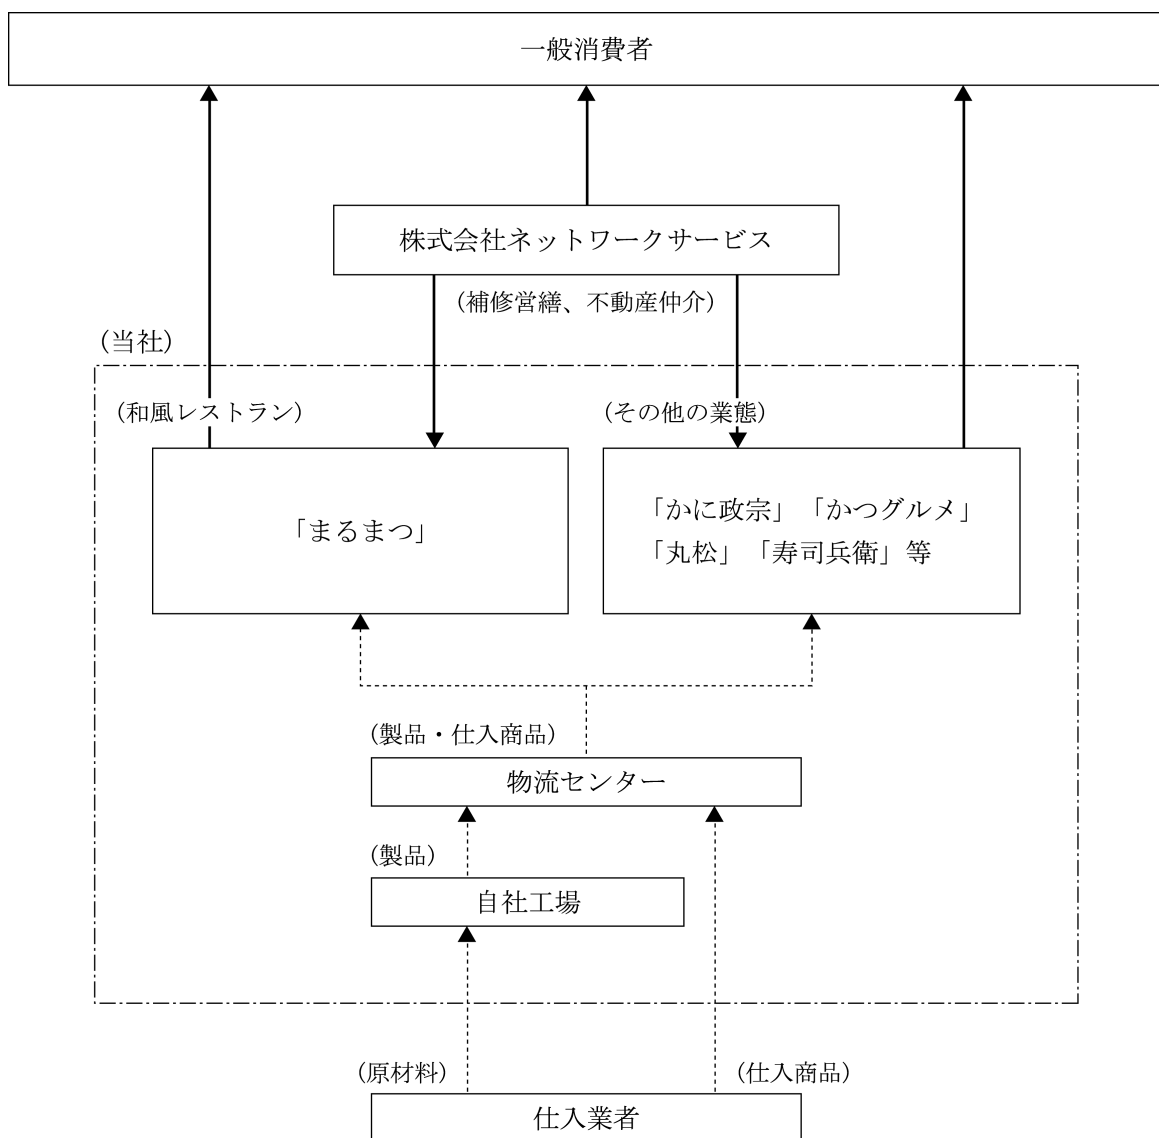 一般消費者
株式会社ネットワークサービス
（補修営繕、不動産仲介）
（当社）
（和風レストラン）
（その他の業態）
「まるまつ」
「かに政宗」「かつグルメ」
「丸松」「寿司兵衛」等
（製品・仕入商品）
物流センター
（製品）
自社工場
（原材料）
（仕入商品）
仕入業者